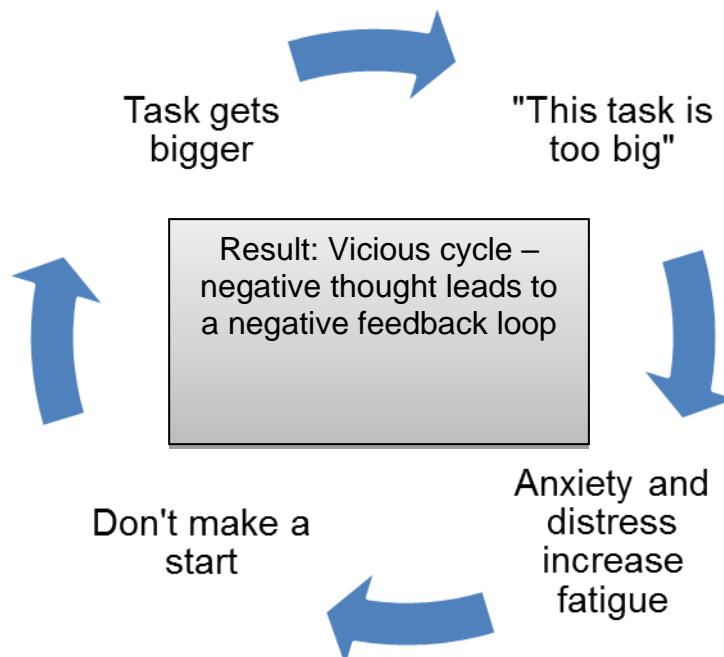 Task gets
bigger
"This task is
too big"
Result: Vicious cycle –
negative thought leads to
a negative feedback loop
Anxiety and
distress
increase
fatigue
Don't make a
start